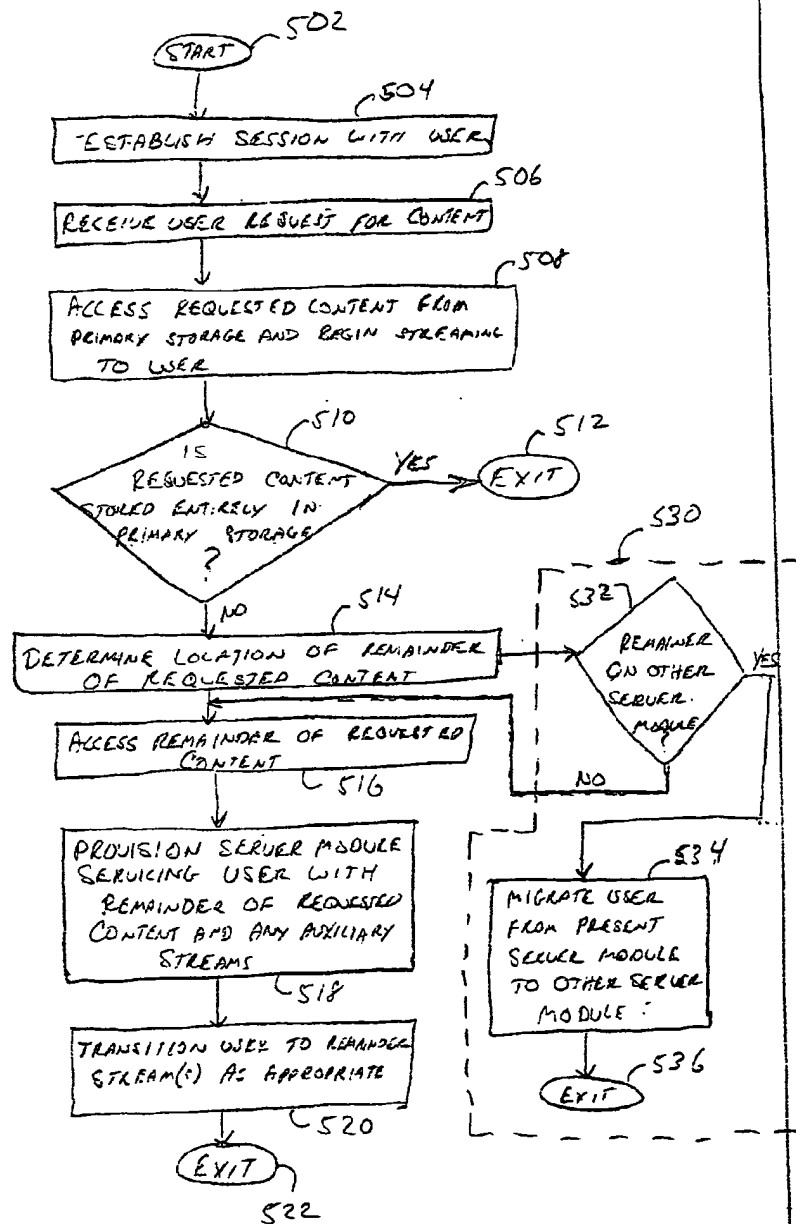 502
START
504
ESTABLISH SESSION WITH USER
506
RECEIVE USER REQUEST FOR CONTENT
508
ACCESS REQUESTED CONTENT FROM
PRIMARY STORAGE AND BEGIN STREAMING
TO USER
510
IS
REQUESTED CONTENT
STORED ENTIRELY IN
PRIMARY STORAGE
?
YES
512
EXIT
NO
514
DETERMINE LOCATION OF REMAINDER
OF REQUESTED CONTENT
530
532
REMAINER
ON OTHER
SERVER
MODULE
?
YES
NO
ACCESS REMAINDER OF REQUESTED
CONTENT
516
PROVISION SERVER MODULE
SERVICING USER WITH
REMAINDER OF REQUESTED
CONTENT AND ANY AUXILIARY
STREAMS
518
534
MIGRATE USER
FROM PRESENT
SERVER MODULE
TO OTHER SERVER
MODULE
536
EXIT
TRANSITION USER TO REMAINDER
STREAM(S) AS APPROPRIATE
520
EXIT
522